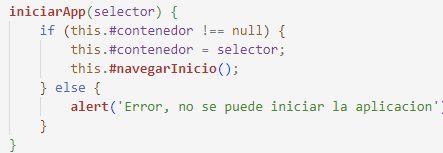 iniciarApp(selector) {
if (this.#contenedor !== null) {
this.#contenedor = selector;
this.#navegarInicio();
} else {
alert('Error, no se puede iniciar la aplicacion'
}
}